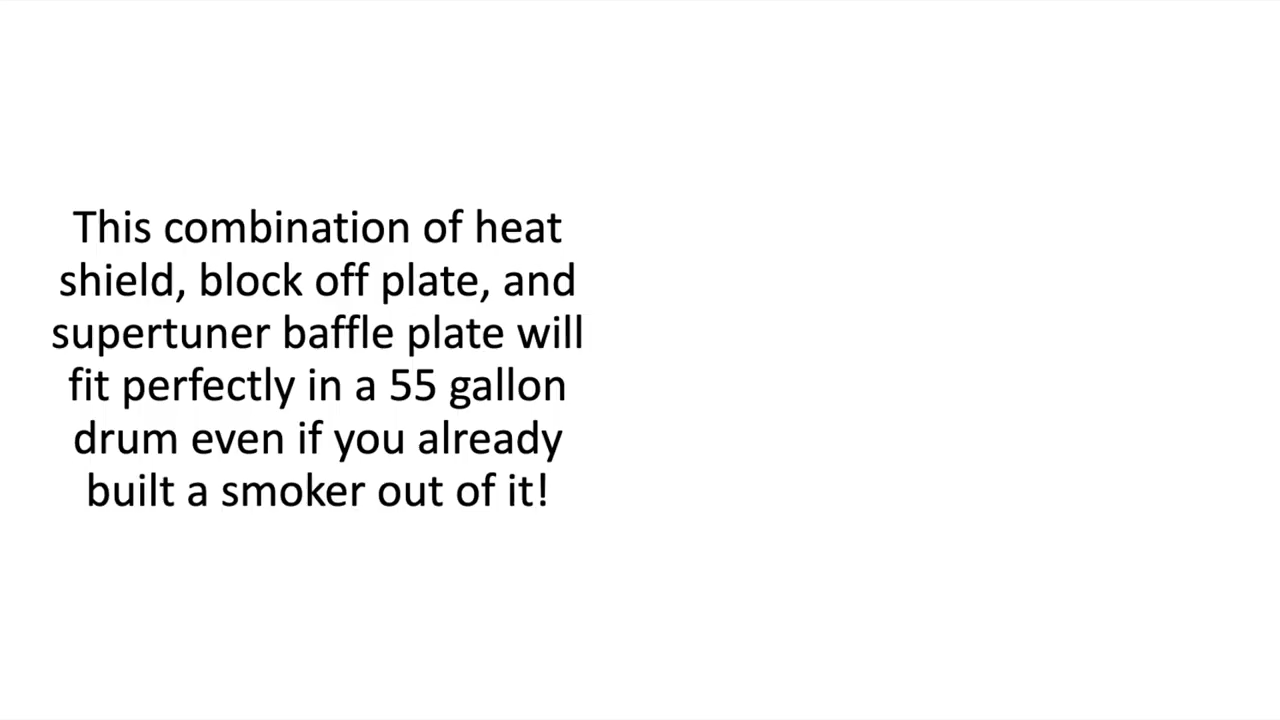 This combination of heat
shield, block off plate, and
supertuner baffle plate will
fit perfectly in a 55 gallon
drum even if you already
built a smoker out of it!